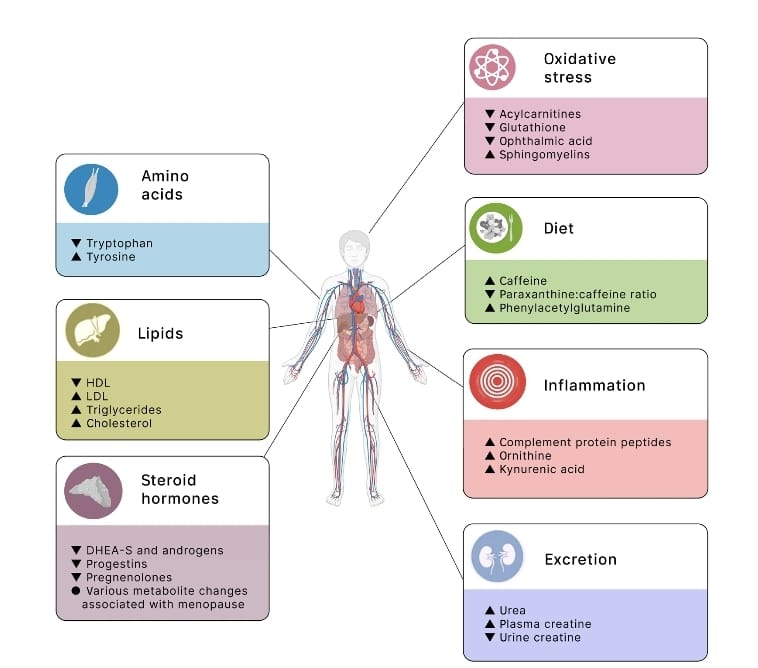 Oxidative
stress
▼ Acylcarnitines
▼ Glutathione
▼ Ophthalmic acid
▲ Sphingomyelins
Amino
acids
▼ Tryptophan
▲ Tyrosine
Diet
▲ Caffeine
▼ Paraxanthine:caffeine ratio
▲ Phenylacetylglutamine
Lipids
▼ HDL
▲ LDL
▲ Triglycerides
▲ Cholesterol
Inflammation
▲ Complement protein peptides
▲ Ornithine
▲ Kynurenic acid
Steroid
hormones
▼ DHEA-S and androgens
▼ Progestins
▼ Pregnenolones
● Various metabolite changes
associated with menopause
Excretion
▲ Urea
▲ Plasma creatine
▼ Urine creatine